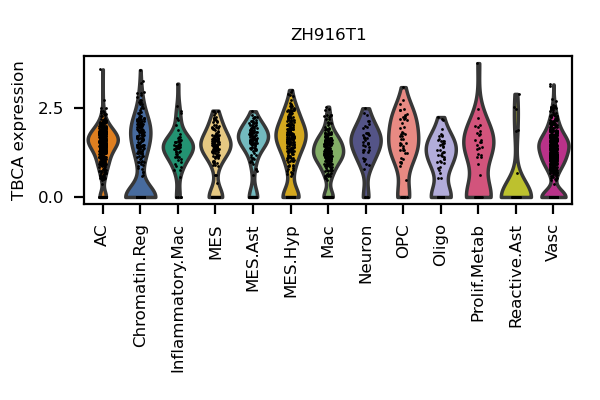 ZH916T1
TBCA expression
2.5
0.0
AC
Chromatin.Reg
Inflammatory.Mac
MES
MES.Ast
MES.Hyp
Mac
Neuron
OPC
Oligo
Prolif.Metab
Reactive.Ast
Vasc